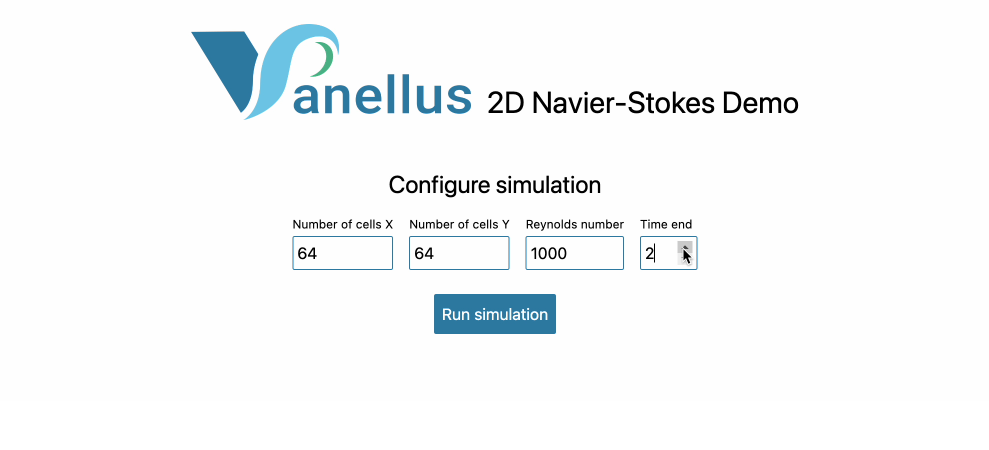 Vanellus 2D Navier-Stokes Demo
Configure simulation
Number of cells X Number of cells Y Reynolds number Time end
64 64 1000 2
Run simulation